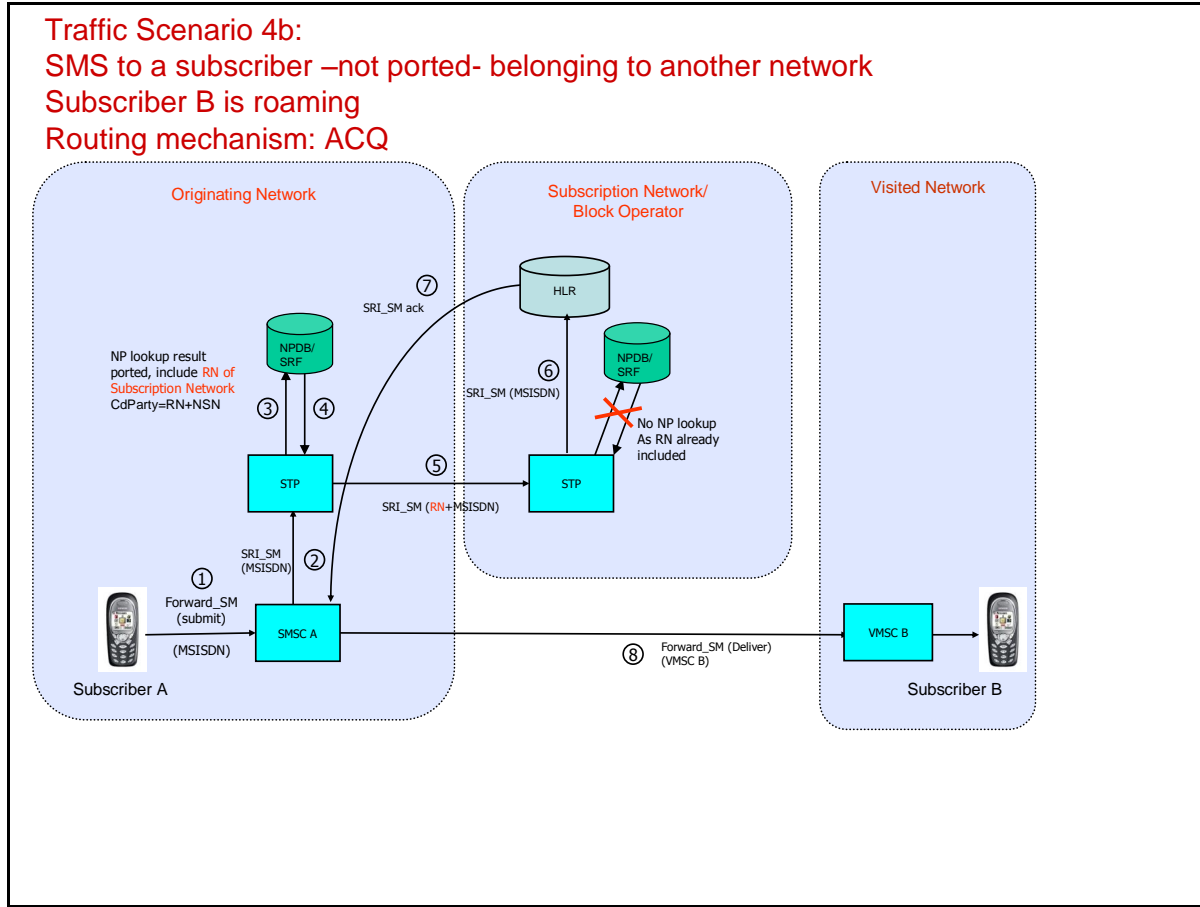 Traffic Scenario 4b:
SMS to a subscriber –not ported- belonging to another network
Subscriber B is roaming
Routing mechanism: ACQ
Originating Network
Subscription Network/
Block Operator
Visited Network
⑦
SRI_SM ack
HLR
NPDB/
SRF
NP lookup result
ported, include RN of
Subscription Network
CdParty=RN+NSN
③
④
⑥
SRI_SM (MSISDN)
NPDB/
SRF
No NP lookup
As RN already
included
STP
⑤
SRI_SM (RN+MSISDN)
STP
SRI_SM
(MSISDN)
②
①
Forward_SM
(submit)
(MSISDN)
SMSC A
⑧
Forward_SM (Deliver)
(VMSC B)
VMSC B
Subscriber A
Subscriber B